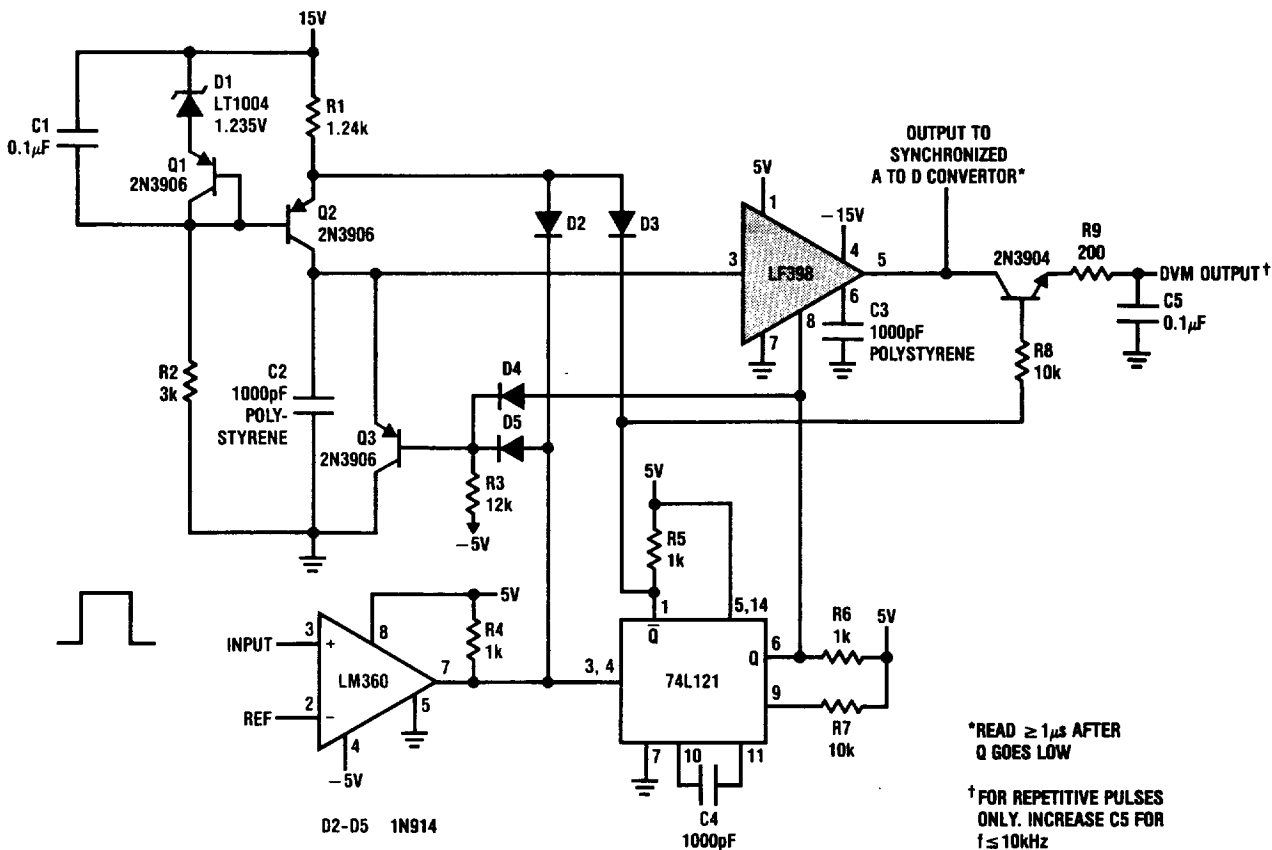 15V
D1
LT1004
1.235V
R1
1.24k
C1
0.1µF
Q1
2N3906
Q2
2N3906
D2
D3
5V
1
OUTPUT TO
SYNCHRONIZED
A TO D CONVERTOR*
−15V
4
3
LF398
5
6
8
7
C3
1000pF
POLYSTYRENE
2N3904
R9
200
DVM OUTPUT†
C5
0.1µF
R8
10k
R2
3k
C2
1000pF
POLY-
STYRENE
D4
D5
Q3
2N3906
R3
12k
−5V
5V
R5
1k
1
5,14
Q
INPUT
3
+
8
5V
R4
1k
LM360
7
REF
2
−
5
4
−5V
3, 4
74L121
Q
6
R6
1k
5V
9
R7
10k
7
10
11
C4
1000pF
D2-D5 1N914
*READ ≥ 1µs AFTER
Q GOES LOW
†FOR REPETITIVE PULSES
ONLY. INCREASE C5 FOR
f ≤ 10kHz